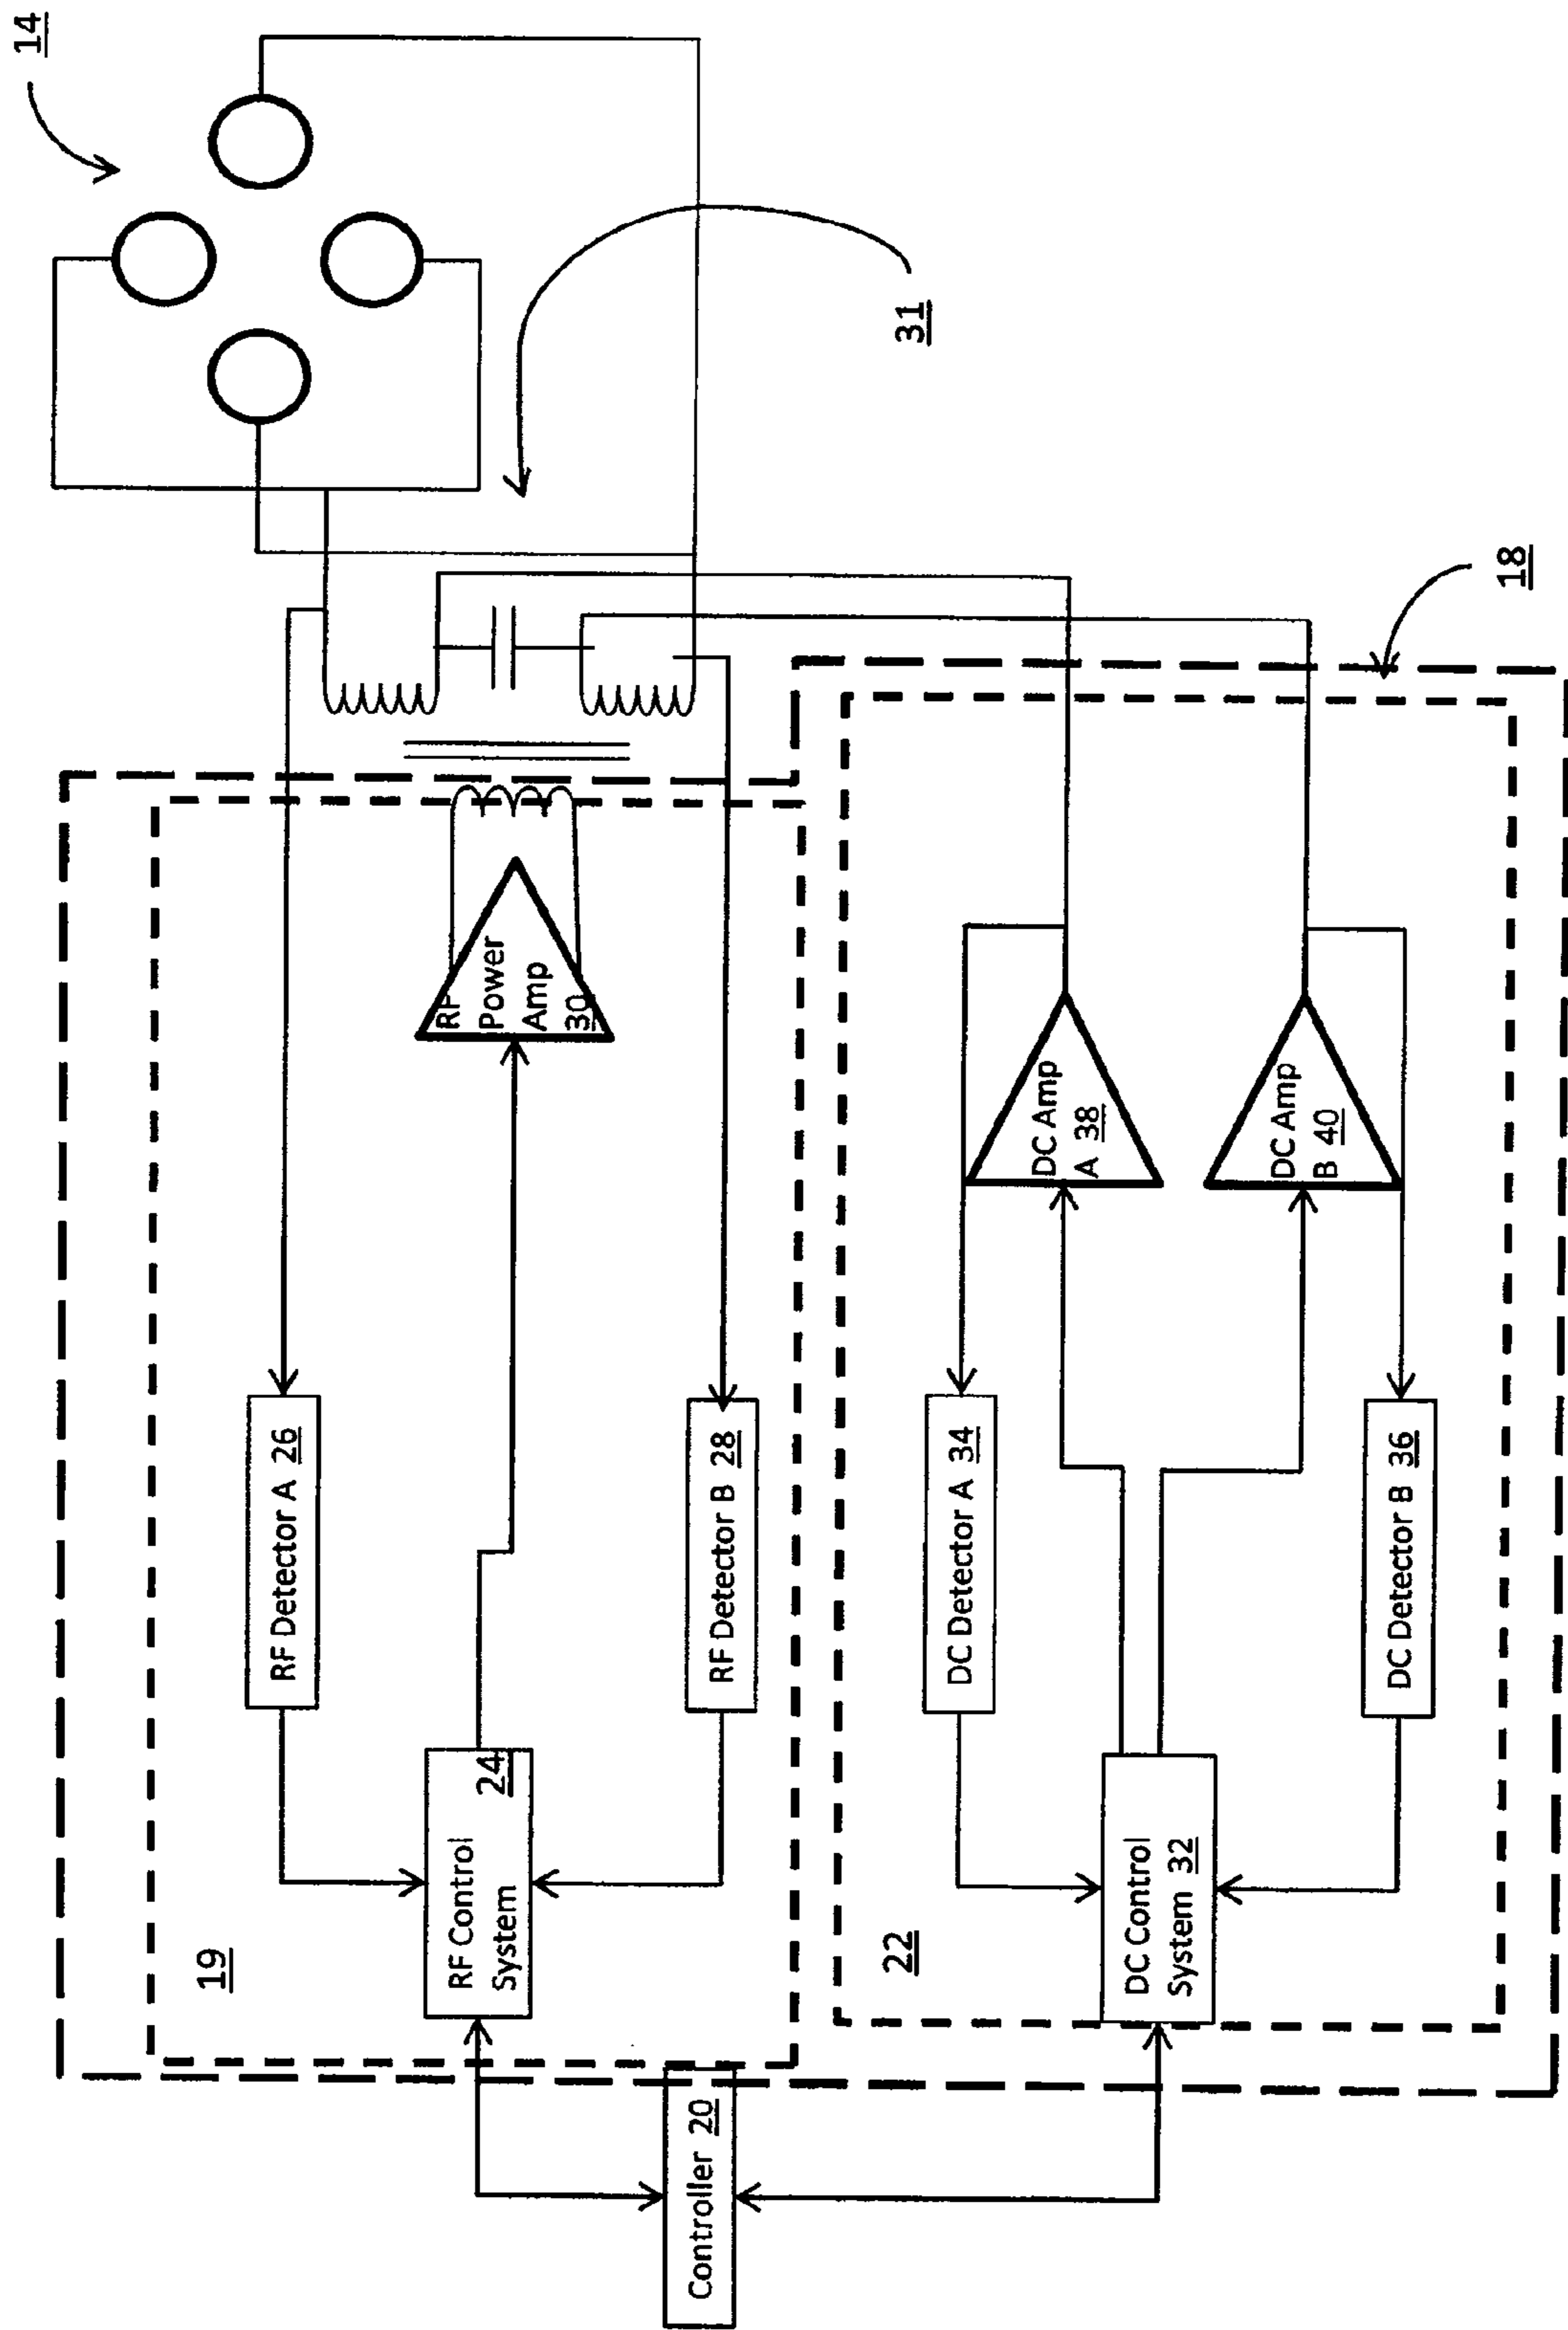 14
31
18
19
RF Detector A 26
RF Control
System
24
RF Power
Amp
30
RF Detector B 28
Controller 20
22
DC Detector A 34
DC Amp
A 38
DC Control
System 32
DC Amp
B 40
DC Detector B 36